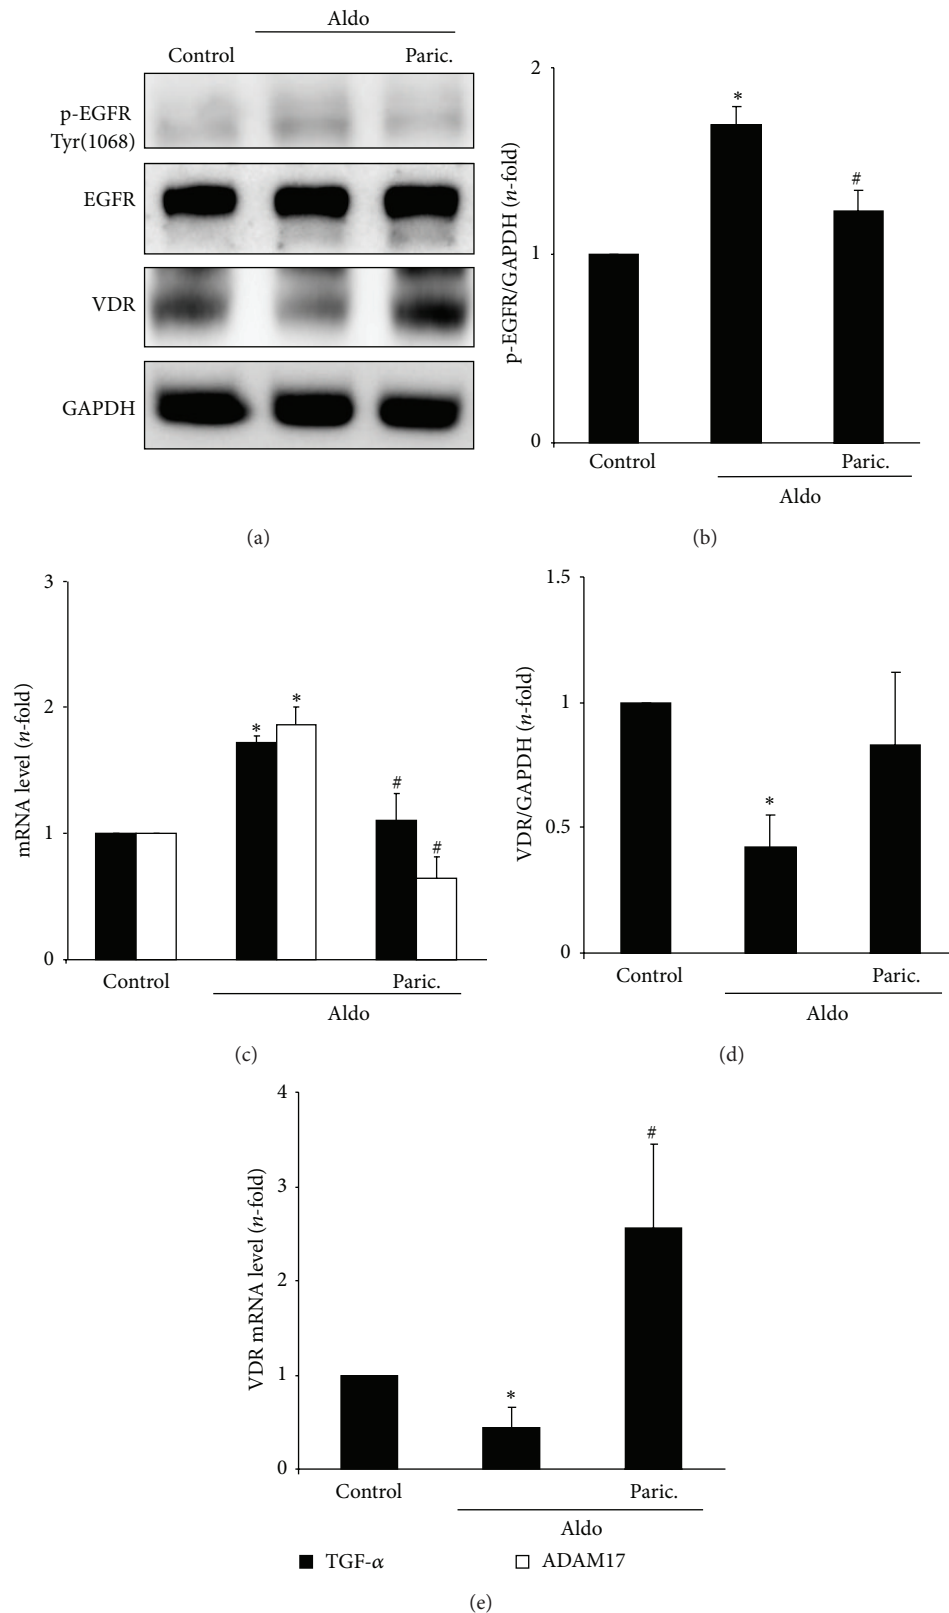 Aldo
Control Paric.
p-EGFR
Tyr(1068)
EGFR
VDR
GAPDH
(a)
p-EGFR/GAPDH (n-fold)
2
1
0
*
#
Control Paric.
Aldo
(b)
mRNA level (n-fold)
3
2
1
0
* *
#
#
Control Paric.
Aldo
(c)
VDR/GAPDH (n-fold)
1.5
1
0.5
0
*
Control Paric.
Aldo
(d)
VDR mRNA level (n-fold)
4
3
2
1
0
*
#
Control Paric.
Aldo
TGF-α ADAM17
(e)